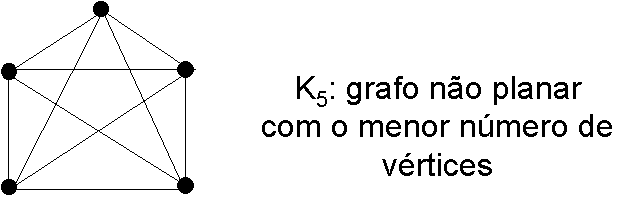 K₅: grafo não planar
com o menor número de
vértices